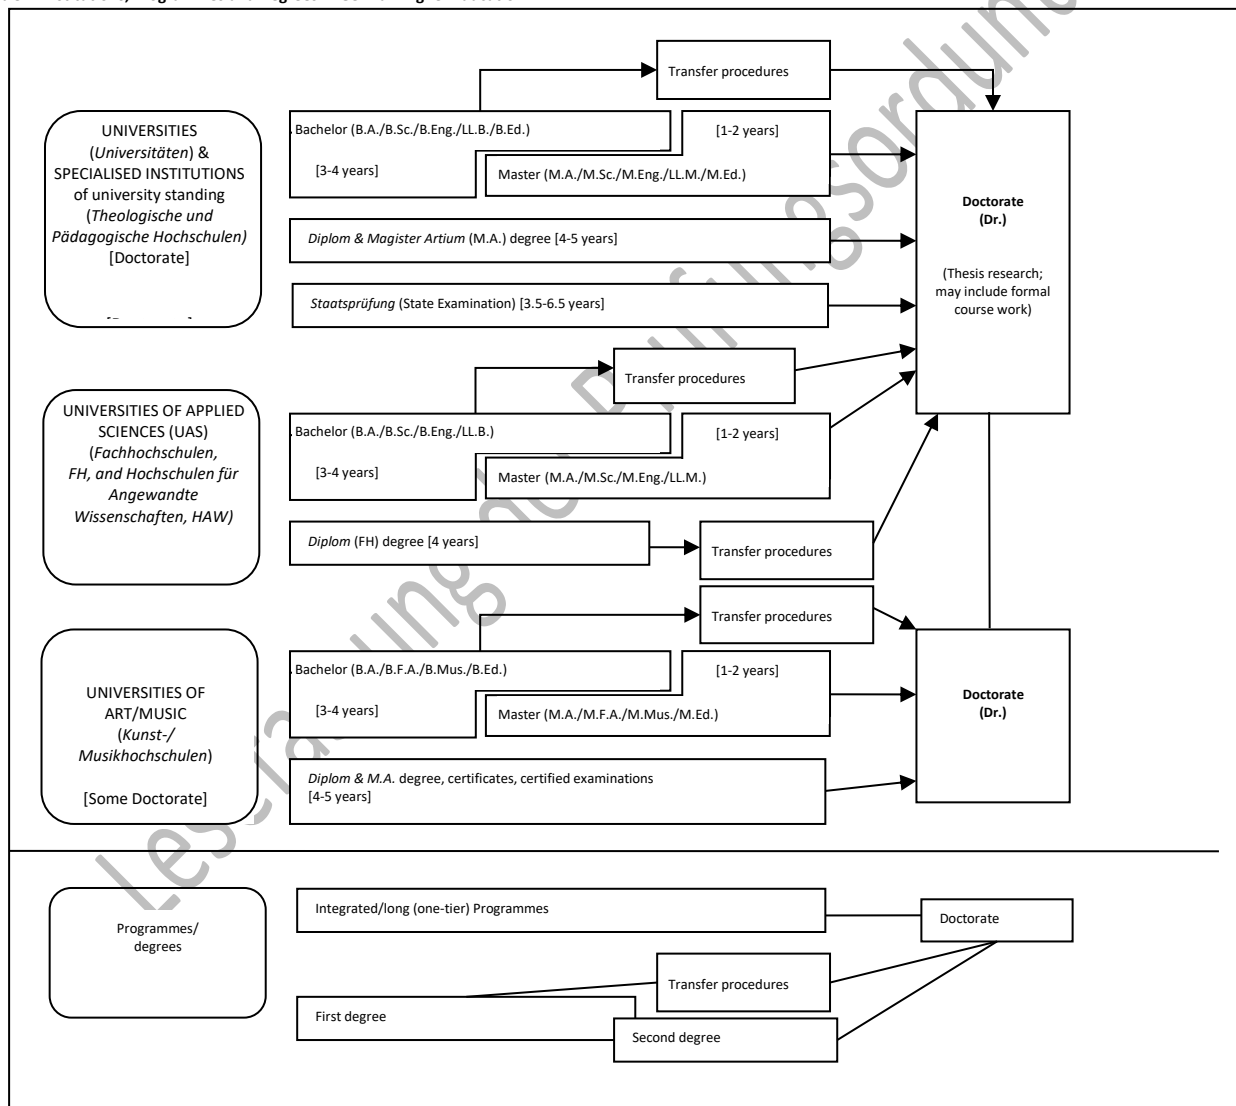 Transfer procedures
UNIVERSITIES
(Universitäten) &
SPECIALISED INSTITUTIONS
of university standing
(Theologische und
Pädagogische Hochschulen)
[Doctorate]
Bachelor (B.A./B.Sc./B.Eng./LL.B./B.Ed.)
[1-2 years]
[3-4 years]
Master (M.A./M.Sc./M.Eng./LL.M./M.Ed.)
Diplom & Magister Artium (M.A.) degree [4-5 years]
Staatsprüfung (State Examination) [3.5-6.5 years]
Doctorate
(Dr.)
(Thesis research;
may include formal
course work)
Transfer procedures
UNIVERSITIES OF APPLIED
SCIENCES (UAS)
(Fachhochschulen,
FH, and Hochschulen für
Angewandte
Wissenschaften, HAW)
Bachelor (B.A./B.Sc./B.Eng./LL.B.)
[1-2 years]
[3-4 years]
Master (M.A./M.Sc./M.Eng./LL.M.)
Diplom (FH) degree [4 years]
Transfer procedures
Transfer procedures
UNIVERSITIES OF
ART/MUSIC
(Kunst-/
Musikhochschulen)
[Some Doctorate]
Bachelor (B.A./B.F.A./B.Mus./B.Ed.)
[1-2 years]
[3-4 years]
Master (M.A./M.F.A./M.Mus./M.Ed.)
Diplom & M.A. degree, certificates, certified examinations
[4-5 years]
Doctorate
(Dr.)
Programmes/
degrees
Integrated/long (one-tier) Programmes
Doctorate
Transfer procedures
First degree
Second degree